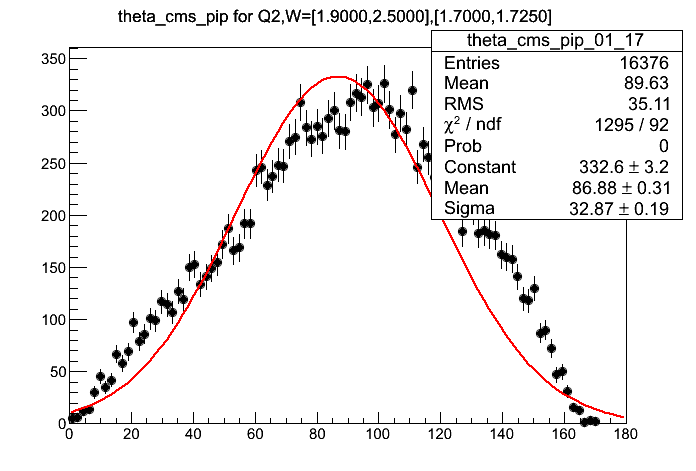 theta_cms_pip for Q2,W=[1.9000,2.5000],[1.7000,1.7250]
theta_cms_pip_01_17
Entries 16376
Mean 89.63
RMS 35.11
χ² / ndf 1295 / 92
Prob 0
Constant 332.6 ± 3.2
Mean 86.88 ± 0.31
Sigma 32.87 ± 0.19
350
300
250
200
150
100
50
0
0 20 40 60 80 100 120 140 160 180